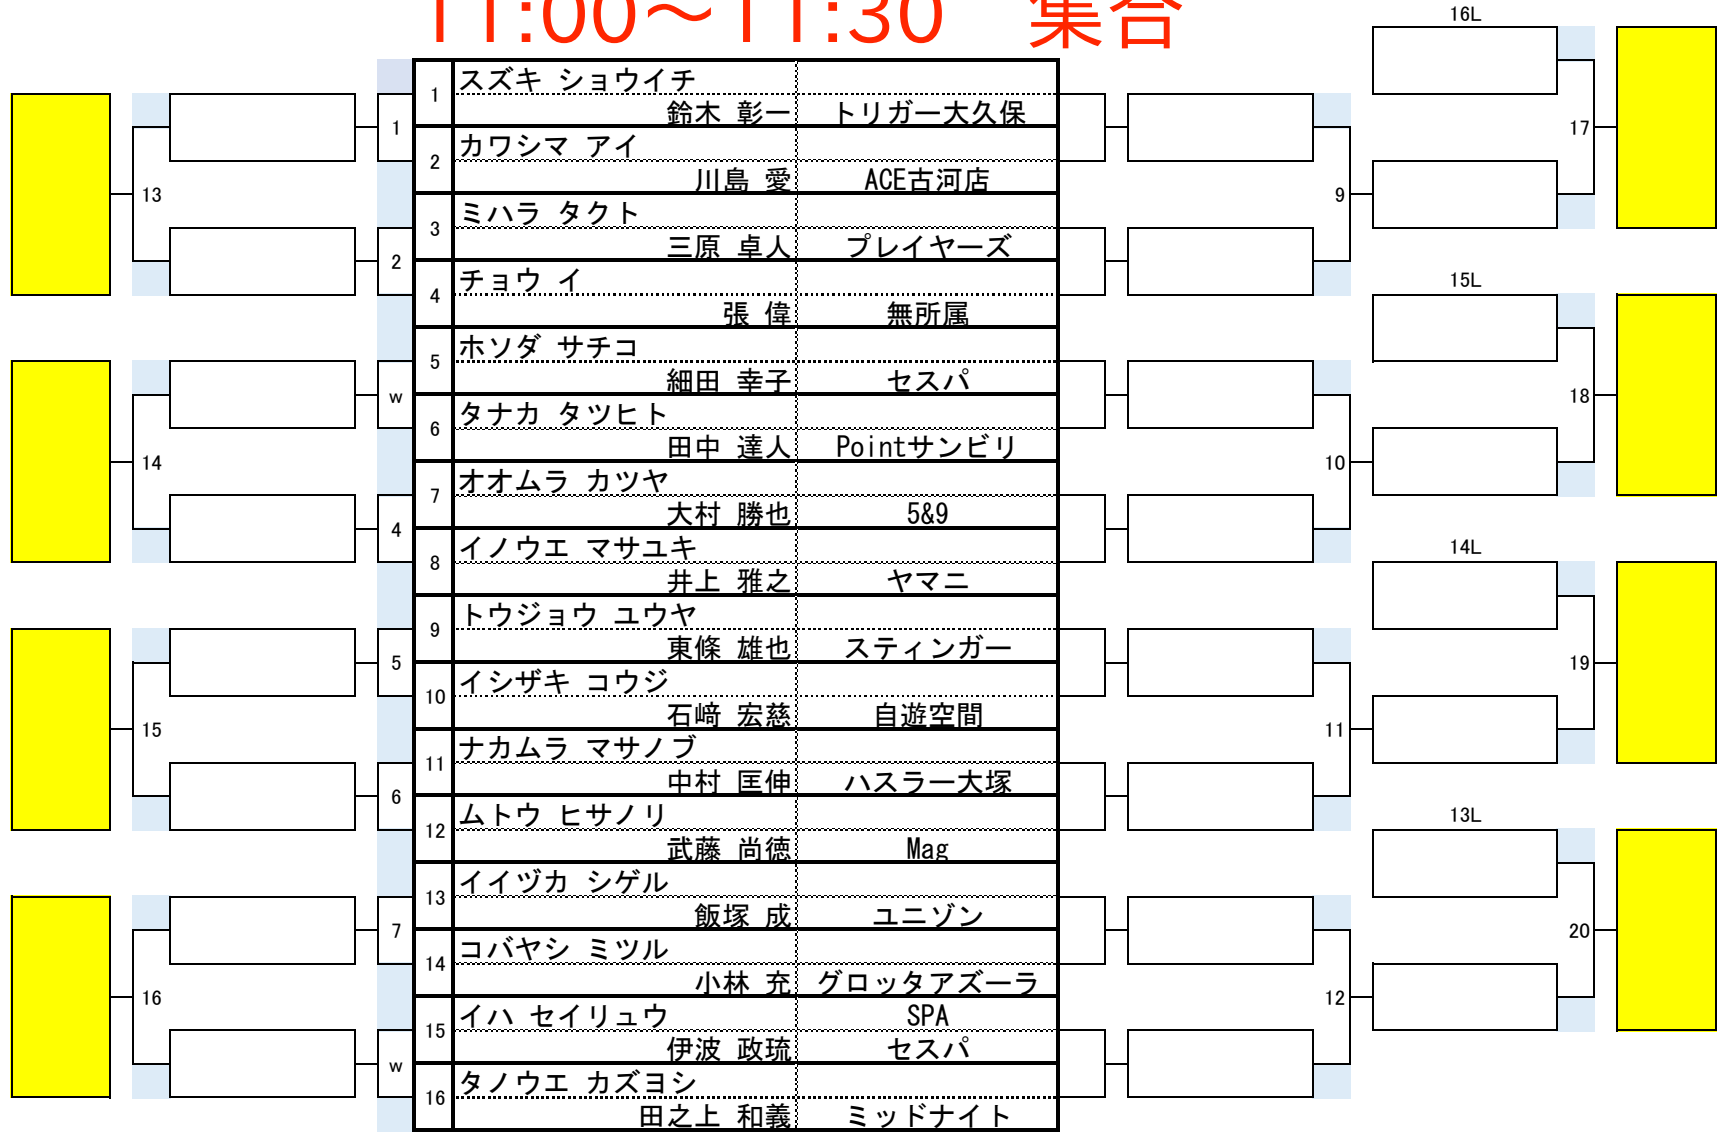 11:00～11:30 集合
1
スズキ ショウイチ
鈴木 彰一 トリガー大久保
2
カワシマ アイ
川島 愛 ACE古河店
3
ミハラ タクト
三原 卓人 プレイヤーズ
4
チョウ イ
張 偉 無所属
5
ホソダ サチコ
細田 幸子 セスパ
6
タナカ タツヒト
田中 達人 Pointサンビリ
7
オオムラ カツヤ
大村 勝也 5&9
8
イノウエ マサユキ
井上 雅之 ヤマニ
9
トウジョウ ユウヤ
東條 雄也 スティンガー
10
イシザキ コウジ
石﨑 宏慈 自遊空間
11
ナカムラ マサノブ
中村 匡伸 ハスラー大塚
12
ムトウ ヒサノリ
武藤 尚徳 Mag
13
イイヅカ シゲル
飯塚 成 ユニゾン
14
コバヤシ ミツル
小林 充 グロッタアズーラ
15
イハ セイリュウ SPA
伊波 政琉 セスパ
16
タノウエ カズヨシ
田之上 和義 ミッドナイト
1
2
w
4
5
6
7
w
13
14
15
16
9
10
11
12
16L
17
15L
18
14L
19
13L
20